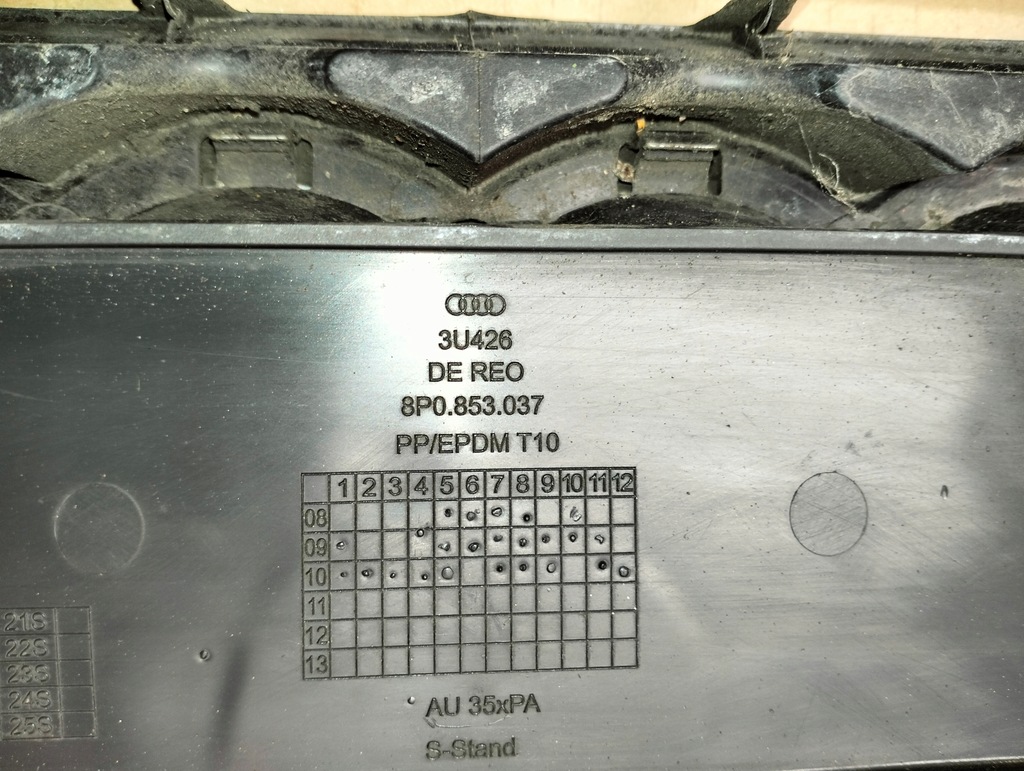 3U426
DE REO
8P0.853.037
PP/EPDM T10
1 2 3 4 5 6 7 8 9 10 11 12
08
09
10
11
12
13
21S
22S
23S
24S
25S
AU 35xPA
S-Stand